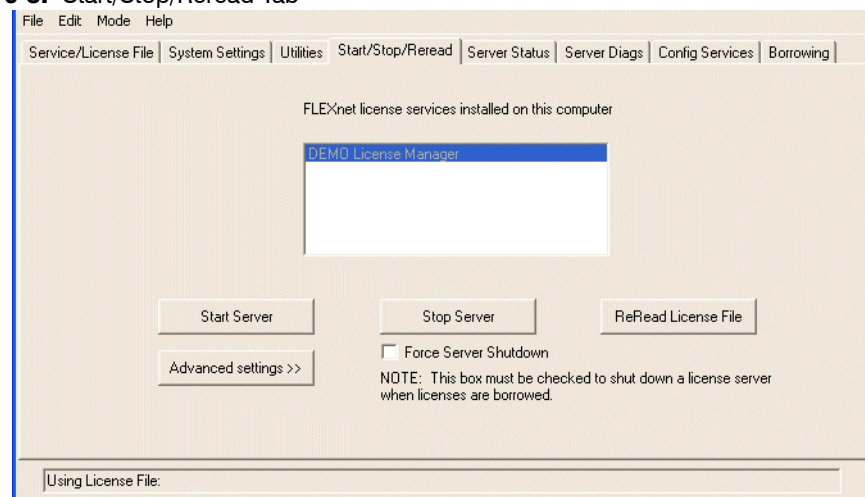 Start/Stop/Reread Tab
File Edit Mode Help
Service/License File System Settings Utilities Start/Stop/Reread Server Status Server Diags Config Services Borrowing
FLEXnet license services installed on this computer
DEMO License Manager
Start Server Stop Server ReRead License File
Force Server Shutdown
Advanced settings >>
NOTE: This box must be checked to shut down a license server
when licenses are borrowed.
Using License File: